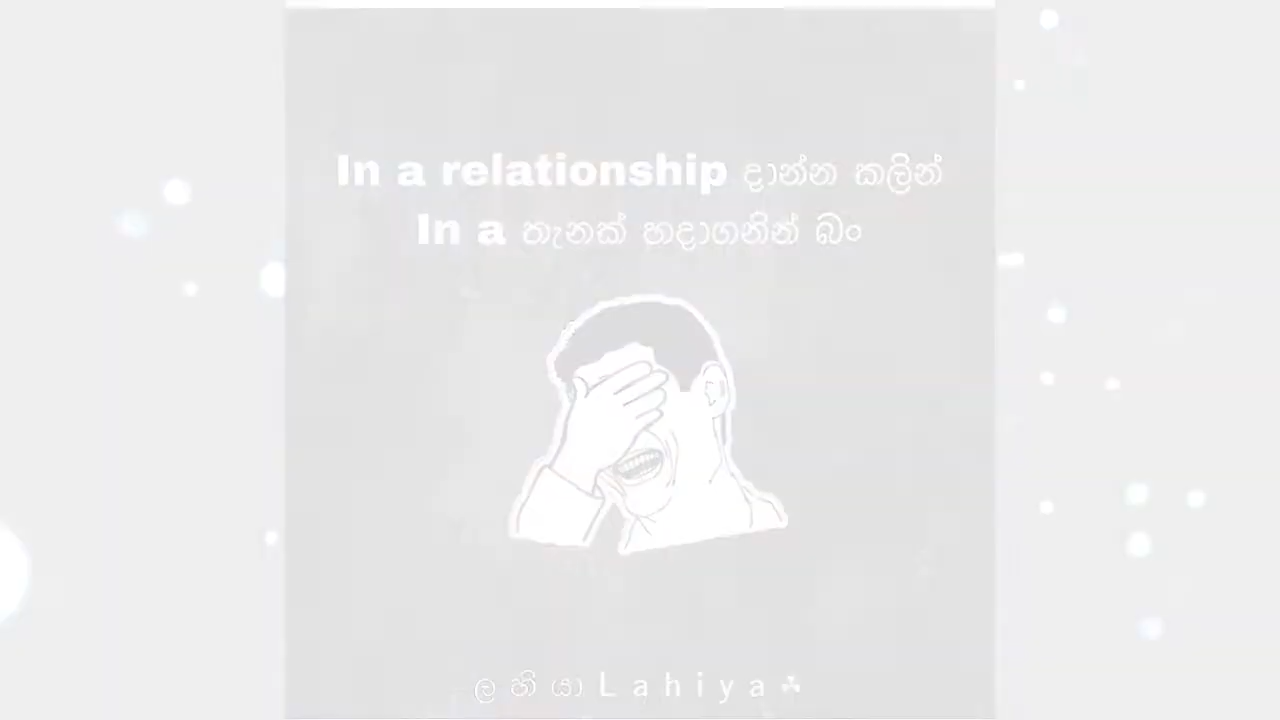 In a relationship දාන්න කලින්
In a තැනක් හදාගනින් බං
ල හි යා L a h i y a ☘